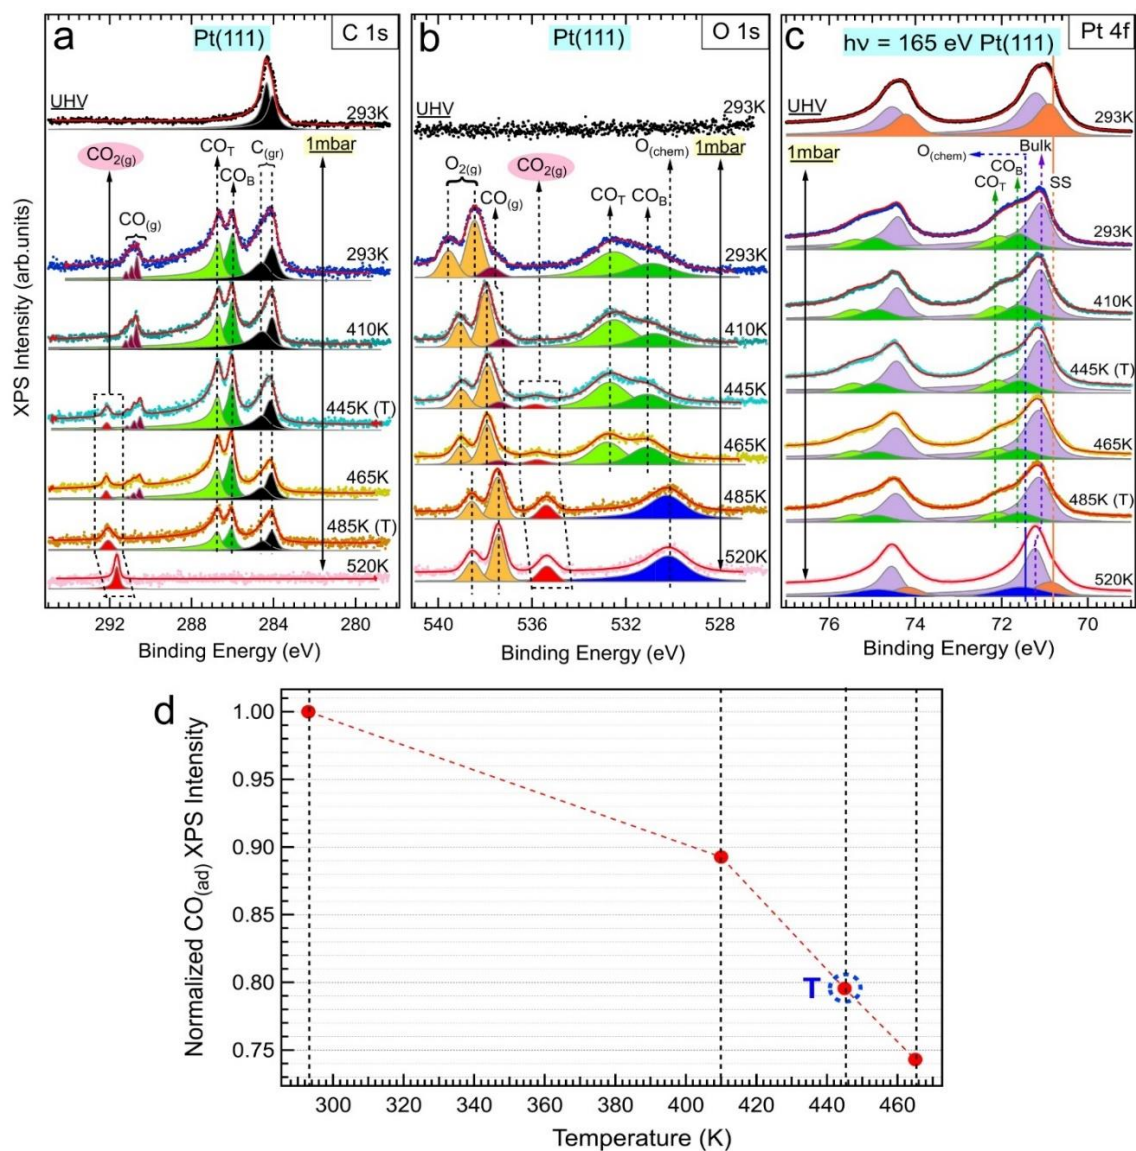 a
Pt(111)
C 1s
UHV
293K
1mbar
CO2(g)
CO(g)
COT
COB
C(gr)
293K
410K
445K (T)
465K
485K (T)
520K
292
288
284
280
Binding Energy (eV)
XPS Intensity (arb.units)
b
Pt(111)
O 1s
UHV
293K
1mbar
O2(g)
CO(g)
CO2(g)
COT
COB
O(chem)
293K
410K
445K
465K
485K
520K
540
536
532
528
Binding Energy (eV)
c
hν = 165 eV Pt(111)
Pt 4f
UHV
293K
1mbar
O(chem)
Bulk
COT
COB
SS
293K
410K
445K (T)
465K
485K (T)
520K
76
74
72
70
Binding Energy (eV)
d
Normalized CO(ad) XPS Intensity
1.00
0.95
0.90
0.85
0.80
0.75
T
300
320
340
360
380
400
420
440
460
Temperature (K)